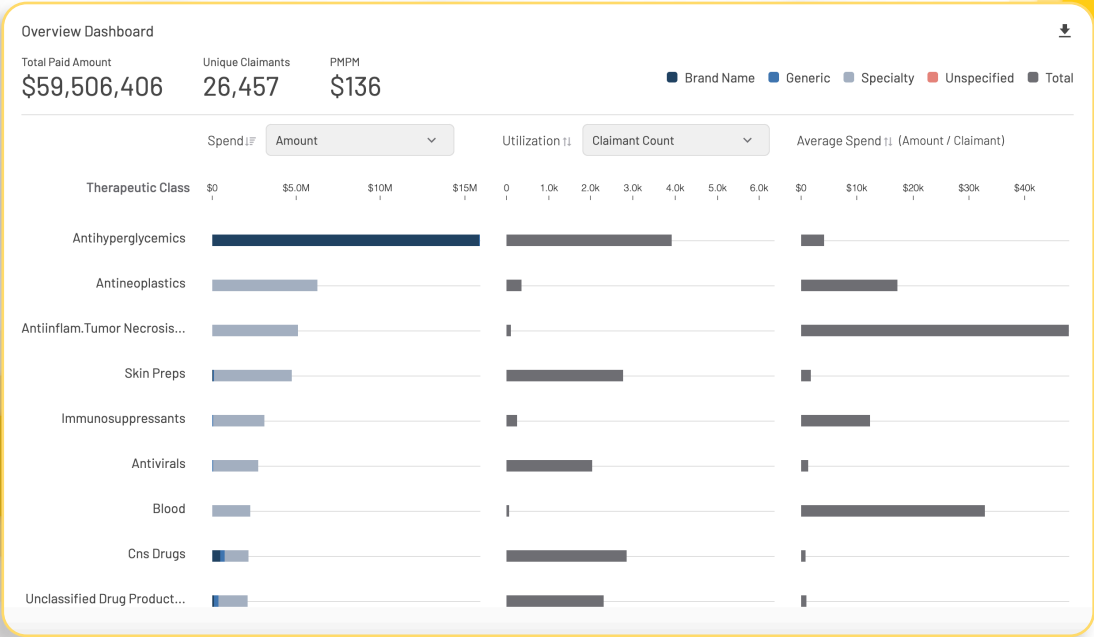 Overview Dashboard
Total Paid Amount Unique Claimants PMPM
$59,506,406 26,457 $136
Brand Name Generic Specialty Unspecified Total
Spend Amount Utilization Claimant Count Average Spend (Amount / Claimant)
Therapeutic Class $0 $5.0M $10M $15M 0 1.0k 2.0k 3.0k 4.0k 5.0k 6.0k $0 $10k $20k $30k $40k
Antihyperglycemics
Antineoplastics
Antiinflam.Tumor Necrosis...
Skin Preps
Immunosuppressants
Antivirals
Blood
Cns Drugs
Unclassified Drug Product...